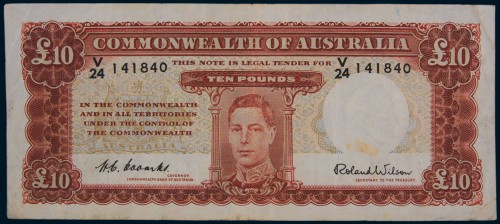 £10 COMMONWEALTH OF AUSTRALIA £10
V/24 141840 THIS NOTE IS LEGAL TENDER FOR V/24 141840
TEN POUNDS
IN THE COMMONWEALTH
AND IN ALL TERRITORIES
UNDER THE CONTROL OF
THE COMMONWEALTH
AUSTRALIA
Roland Wilson
GOVERNOR
COMMONWEALTH BANK OF AUSTRALIA
SECRETARY TO THE TREASURY
£10 £10